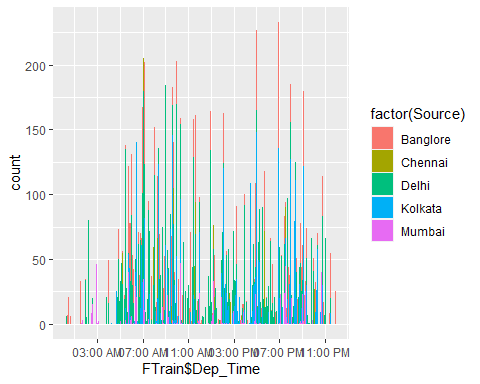 200
150
100
50
0
count
03:00 AM 07:00 AM 11:00 AM 03:00 PM 07:00 PM 11:00 PM
FTrain$Dep_Time
factor(Source)
Banglore
Chennai
Delhi
Kolkata
Mumbai